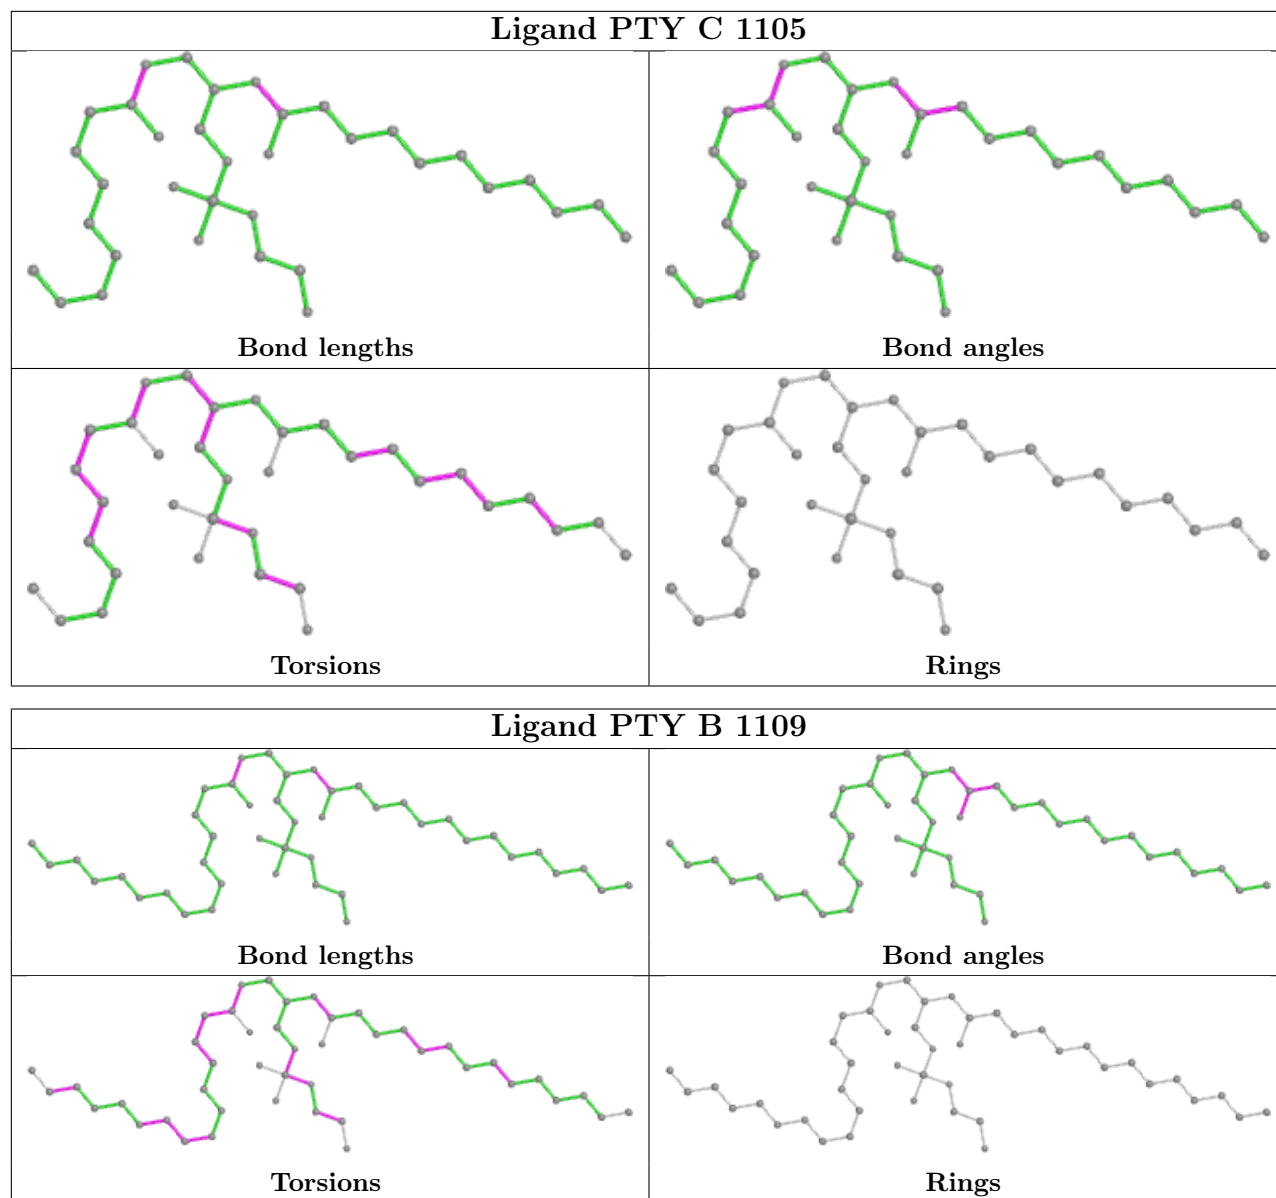 Ligand PTY C 1105
Bond lengths
Bond angles
Torsions
Rings
Ligand PTY B 1109
Bond lengths
Bond angles
Torsions
Rings